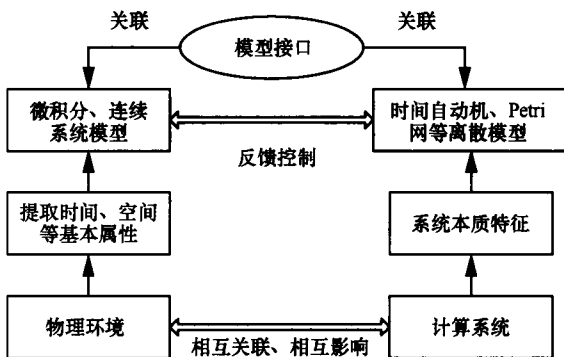 关联
关联
模型接口
微积分、连续
系统模型
时间自动机、Petri
网等离散模型
反馈控制
提取时间、空间
等基本属性
系统本质特征
物理环境
计算系统
相互关联、相互影响